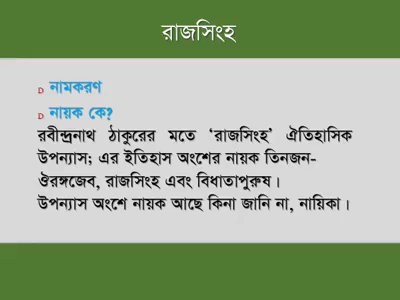 রাজসিংহ
D নামকরণ
D নায়ক কে?
রবীন্দ্রনাথ ঠাকুরের মতে ‘রাজসিংহ’ ঐতিহাসিক
উপন্যাস; এর ইতিহাস অংশের নায়ক তিনজন-
ঔরঙ্গজেব, রাজসিংহ এবং বিধাতাপুরুষ।
উপন্যাস অংশে নায়ক আছে কিনা জানি না, নায়িকা।